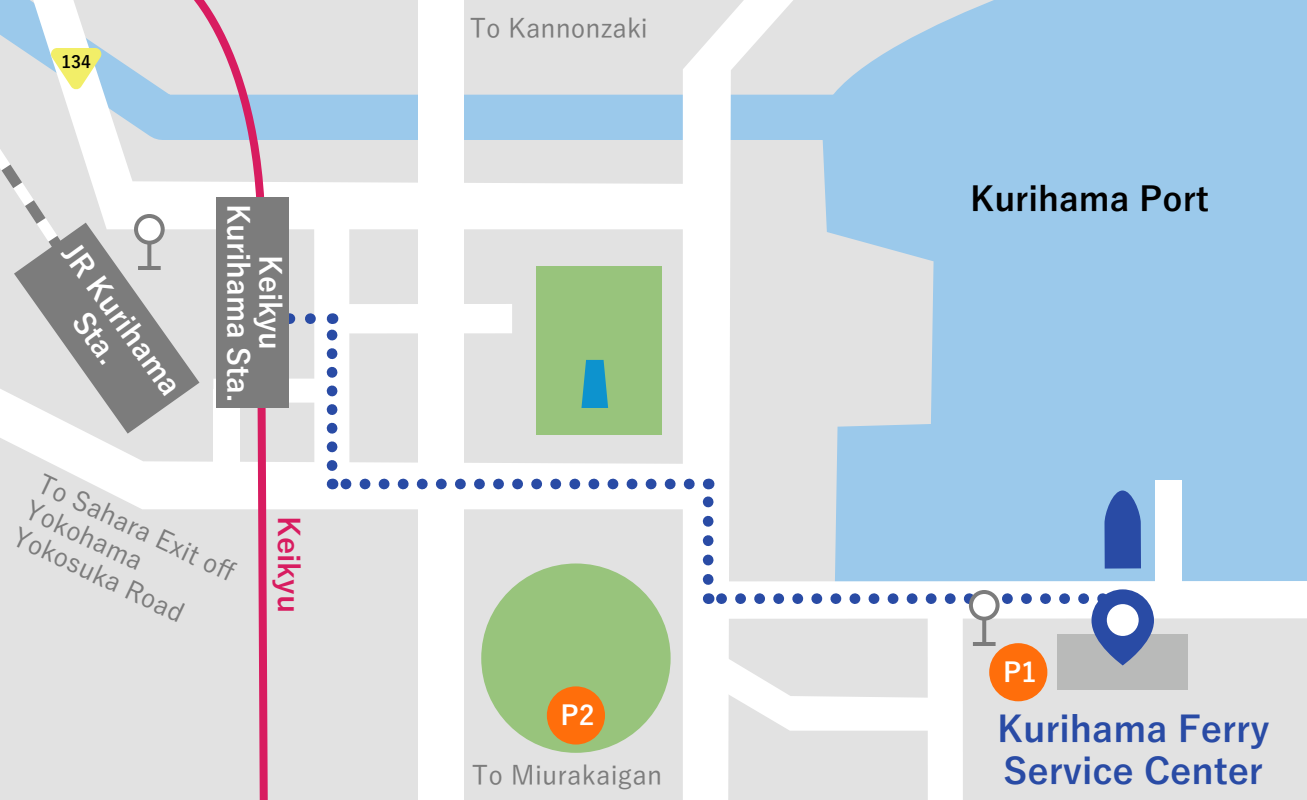 To Kannonzaki
134
Kurihama Port
JR Kurihama
Sta.
Keikyu
Kurihama Sta.
To Sahara Exit off
Yokohama
Yokosuka Road
Keikyu
P1
P2
Kurihama Ferry
Service Center
To Miurakaigan